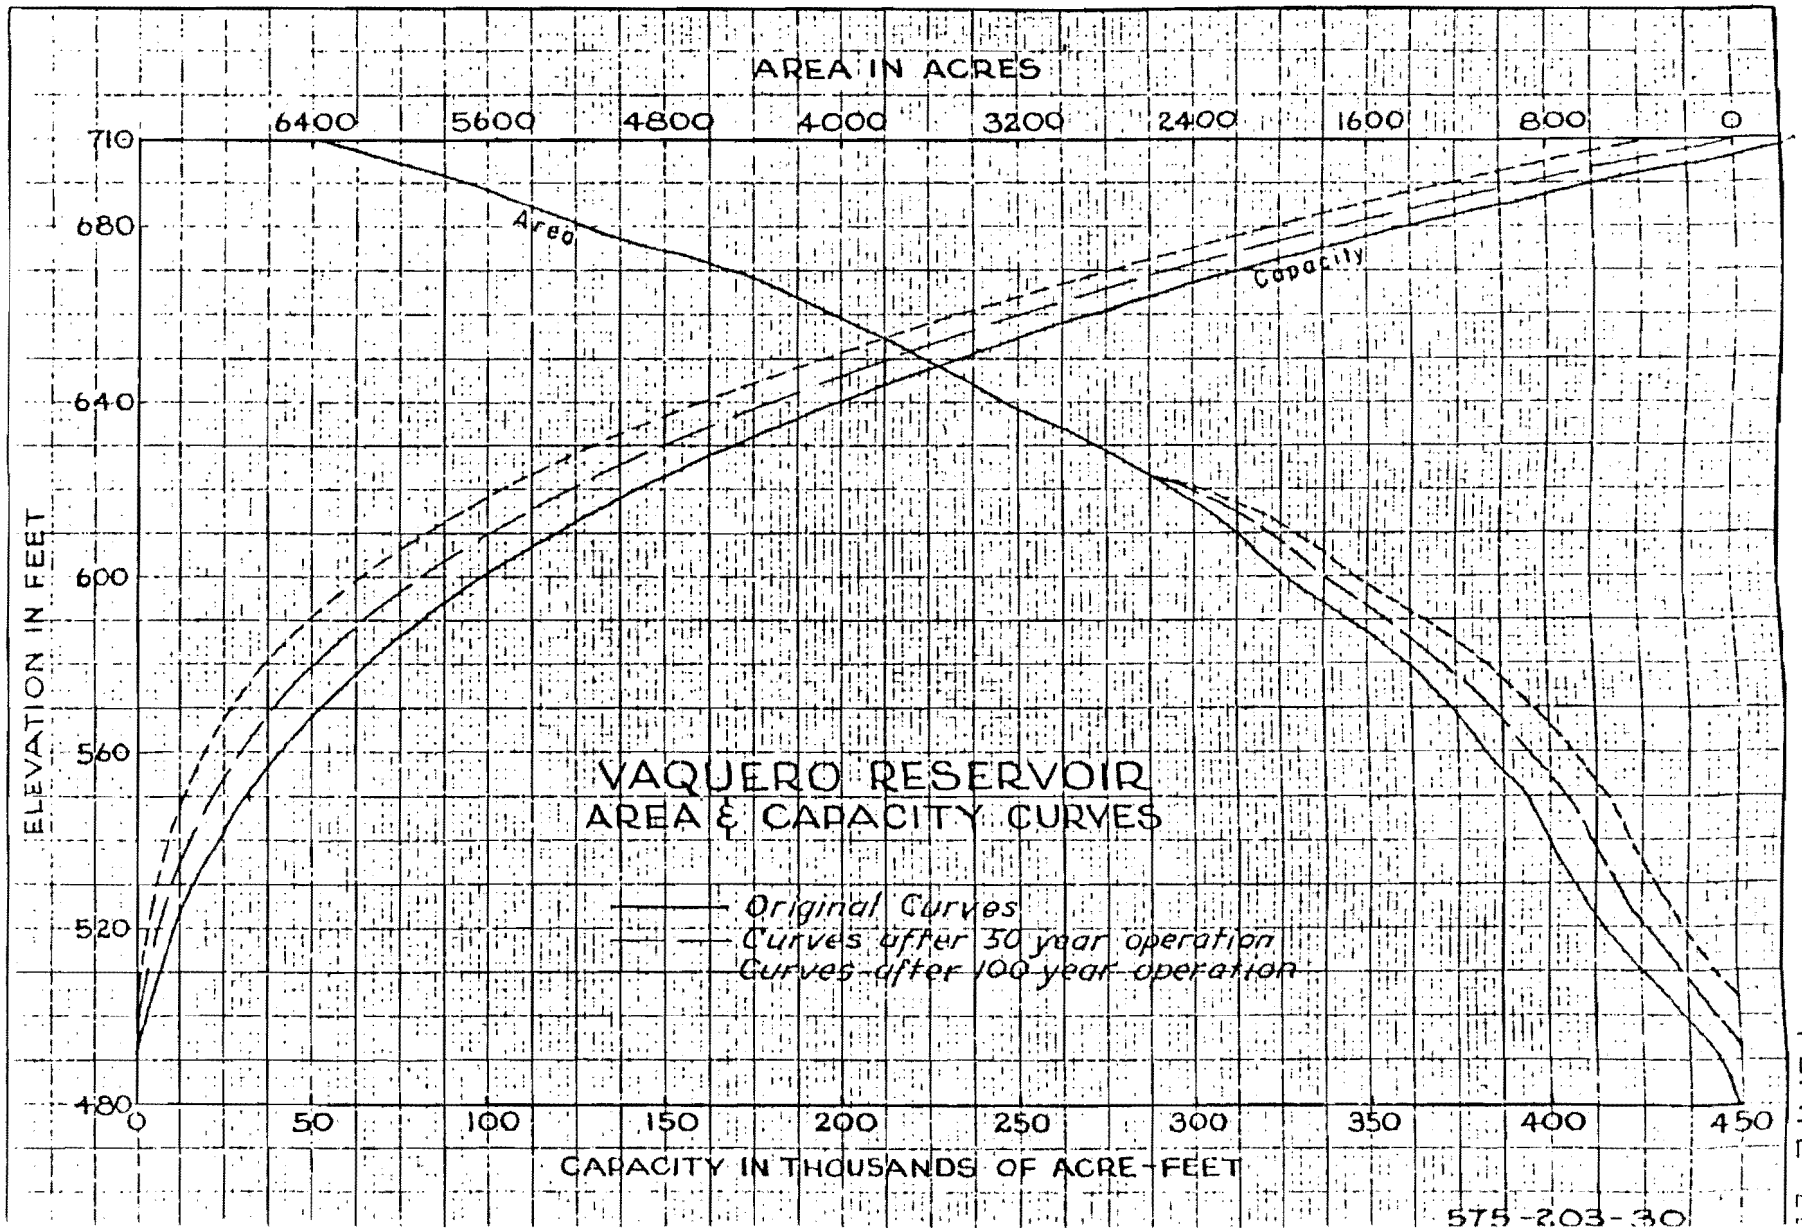 AREA IN ACRES
6400 5600 4800 4000 3200 2400 1600 800 0
710
680
640
600
560
520
480
ELEVATION IN FEET
Area
Capacity
VAQUERO RESERVOIR
AREA & CAPACITY CURVES
Original Curves
Curves after 50 year operation
Curves after 100 year operation
0 50 100 150 200 250 300 350 400 450
CAPACITY IN THOUSANDS OF ACRE-FEET
575-203-30